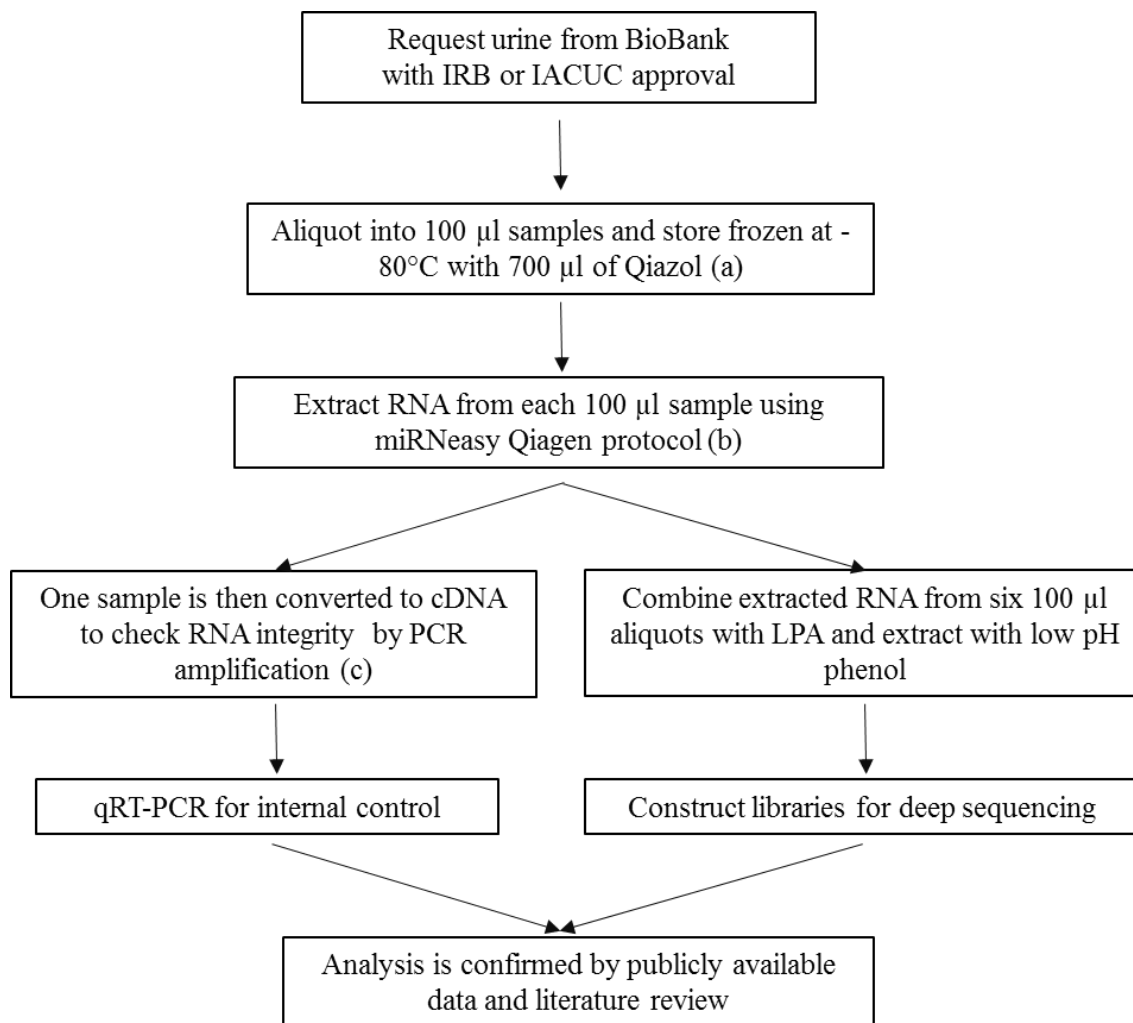 Request urine from BioBank
with IRB or IACUC approval
Aliquot into 100 µl samples and store frozen at -
80°C with 700 µl of Qiazol (a)
Extract RNA from each 100 µl sample using
miRNeasy Qiagen protocol (b)
One sample is then converted to cDNA
to check RNA integrity by PCR
amplification (c)
Combine extracted RNA from six 100 µl
aliquots with LPA and extract with low pH
phenol
qRT-PCR for internal control
Construct libraries for deep sequencing
Analysis is confirmed by publicly available
data and literature review